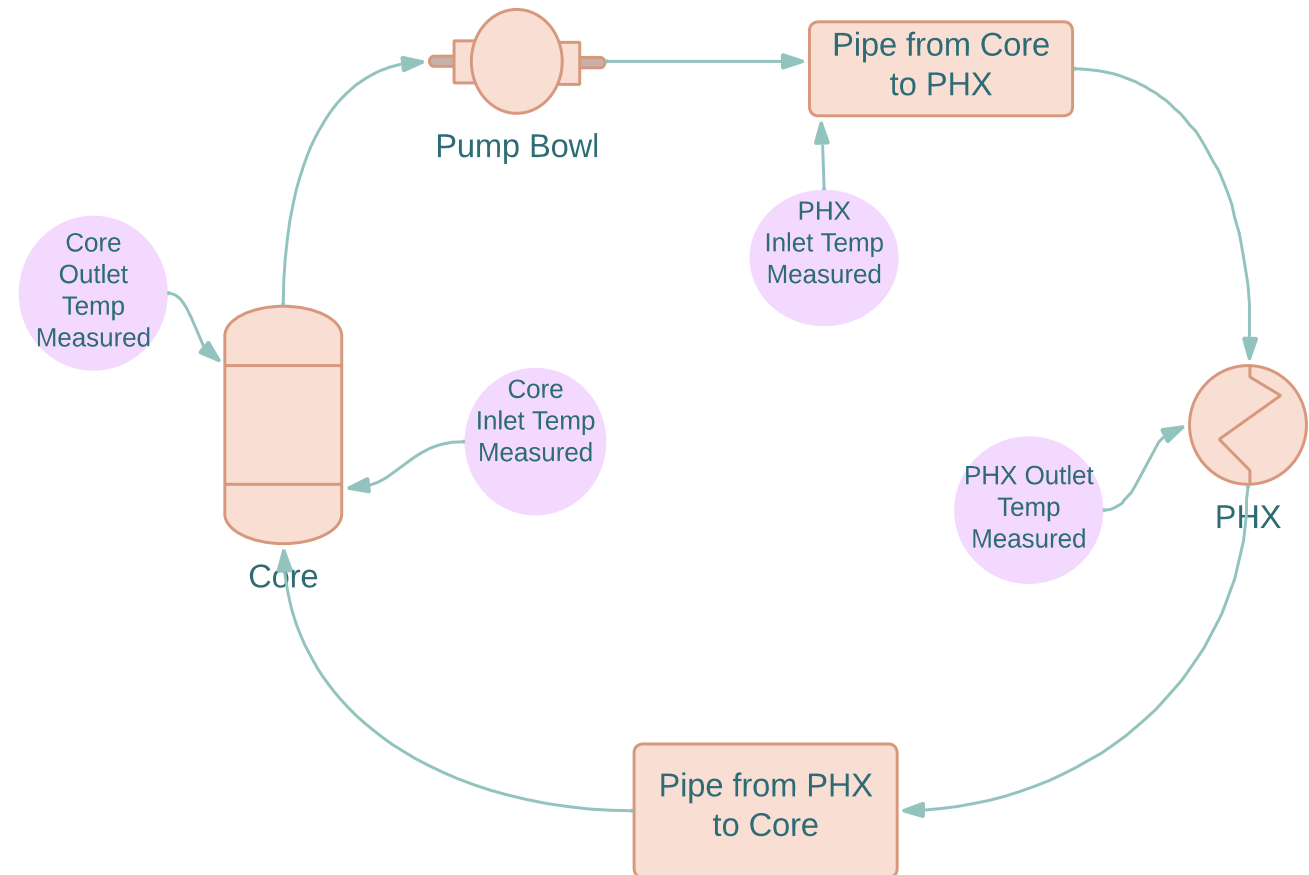 Pipe from Core
to PHX
Pump Bowl
PHX
Inlet Temp
Measured
Core
Outlet
Temp
Measured
Core
Inlet Temp
Measured
PHX Outlet
Temp
Measured
PHX
Core
Pipe from PHX
to Core